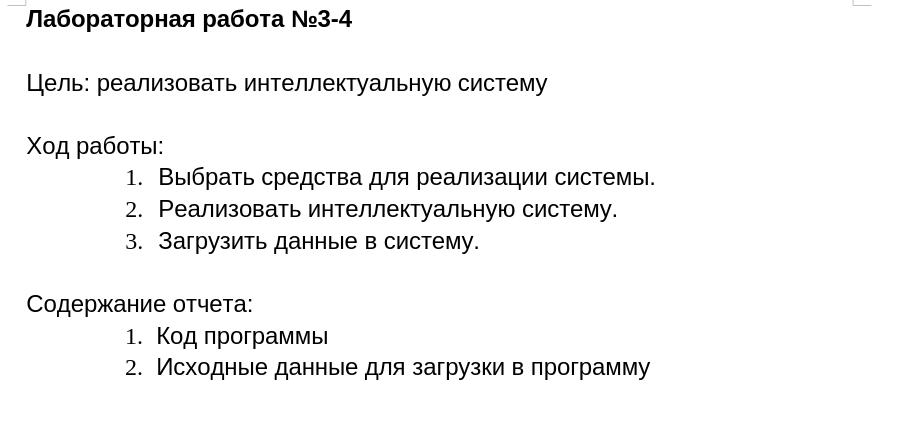 Лабораторная работа №3-4
Цель: реализовать интеллектуальную систему
Ход работы:
1. Выбрать средства для реализации системы.
2. Реализовать интеллектуальную систему.
3. Загрузить данные в систему.
Содержание отчета:
1. Код программы
2. Исходные данные для загрузки в программу